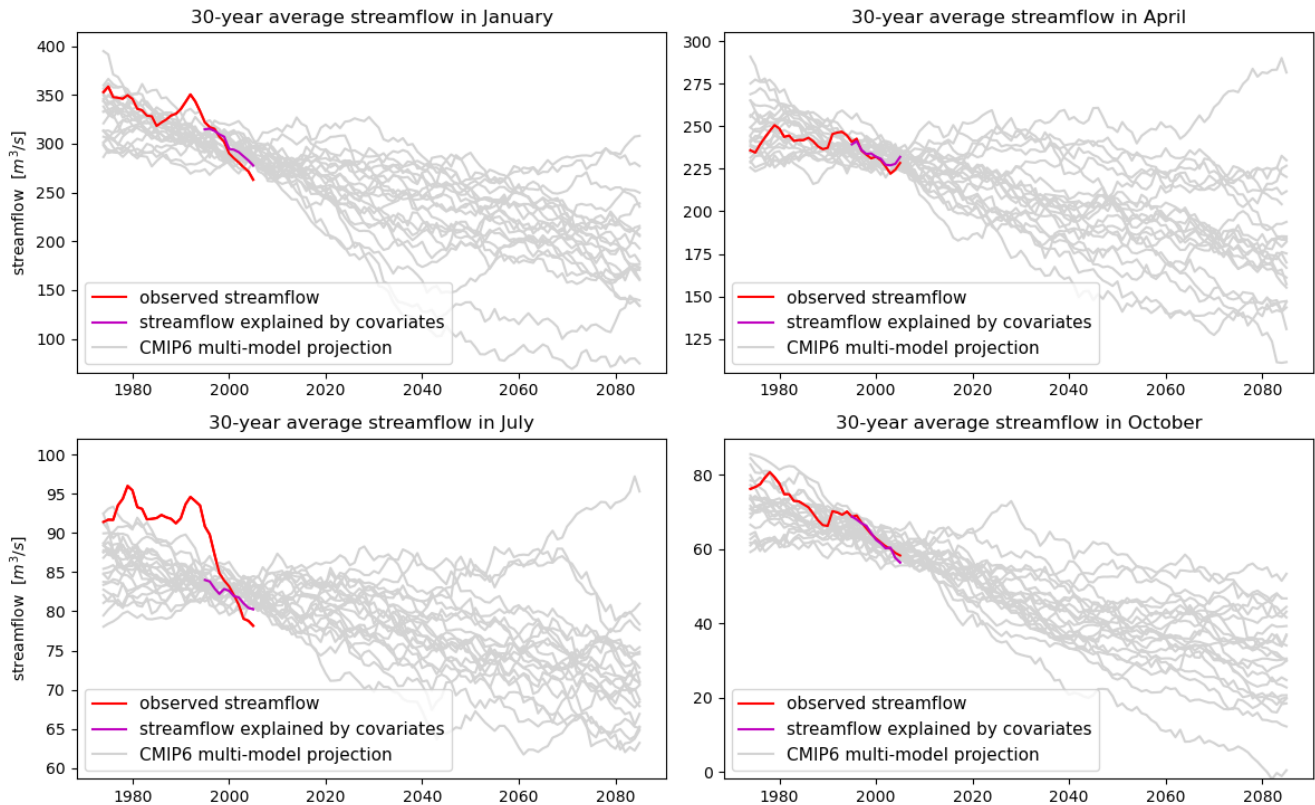 30-year average streamflow in January
400
350
300
250
200
150
100
streamflow [m³/s]
observed streamflow
streamflow explained by covariates
CMIP6 multi-model projection
1980 2000 2020 2040 2060 2080
30-year average streamflow in April
300
275
250
225
200
175
150
125
observed streamflow
streamflow explained by covariates
CMIP6 multi-model projection
1980 2000 2020 2040 2060 2080
30-year average streamflow in July
100
95
90
85
80
75
70
65
60
streamflow [m³/s]
observed streamflow
streamflow explained by covariates
CMIP6 multi-model projection
1980 2000 2020 2040 2060 2080
30-year average streamflow in October
80
60
40
20
0
observed streamflow
streamflow explained by covariates
CMIP6 multi-model projection
1980 2000 2020 2040 2060 2080